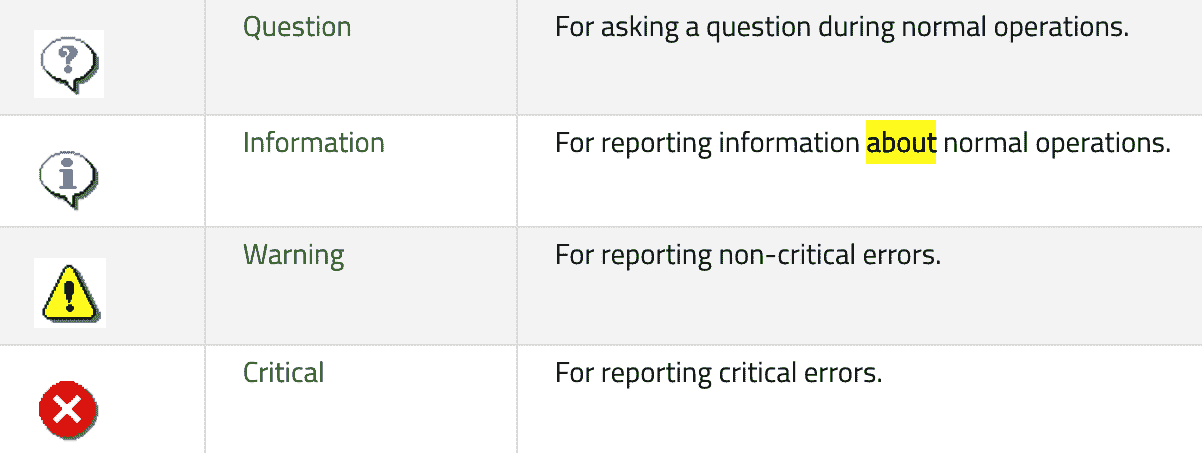 Question For asking a question during normal operations.
Information For reporting information about normal operations.
Warning For reporting non-critical errors.
Critical For reporting critical errors.